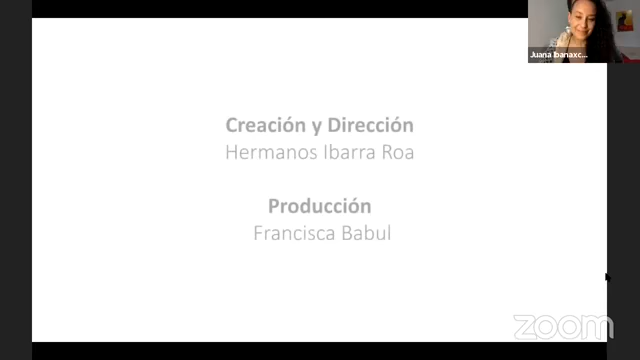 Juana Ibanaxc...
Creación y Dirección
Hermanos Ibarra Roa
Producción
Francisca Babul
zoom